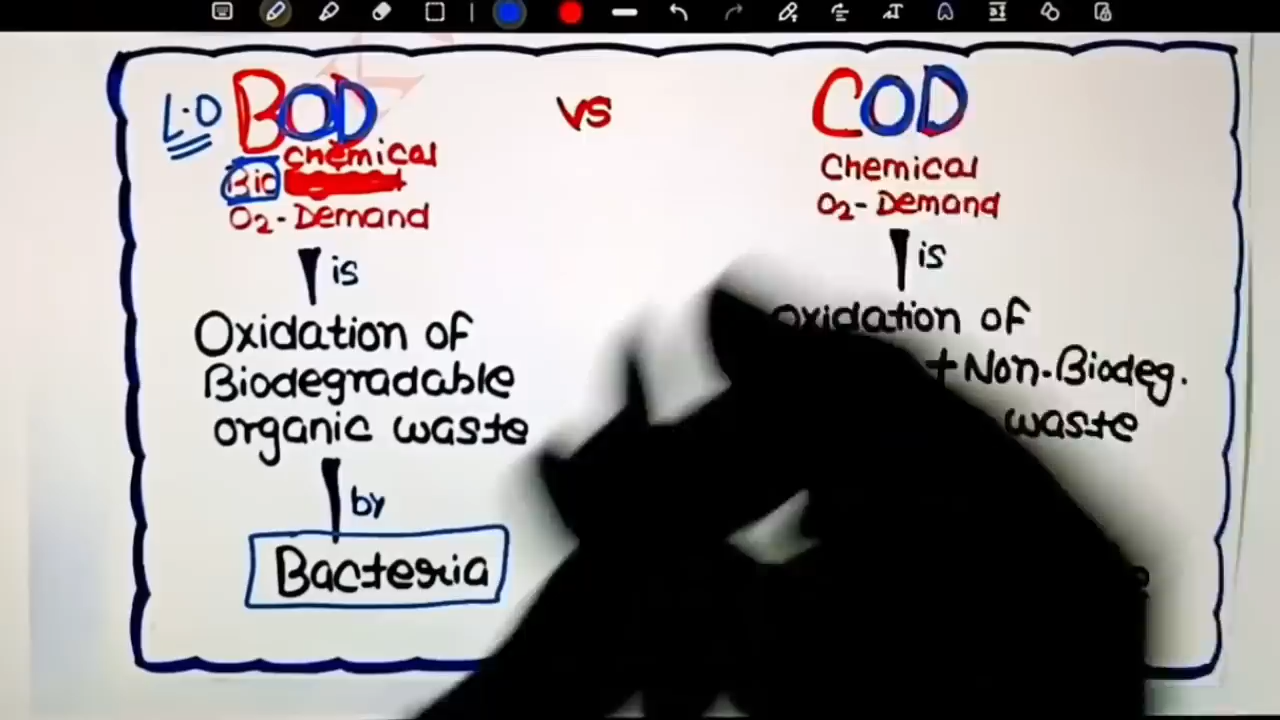 L.O BOD vs COD
chemical
Bio
O2-Demand
Chemical
O2-Demand
is
is
Oxidation of
Biodegradable
organic waste
oxidation of
+ Non.Biodeg.
waste
by
Bacteria